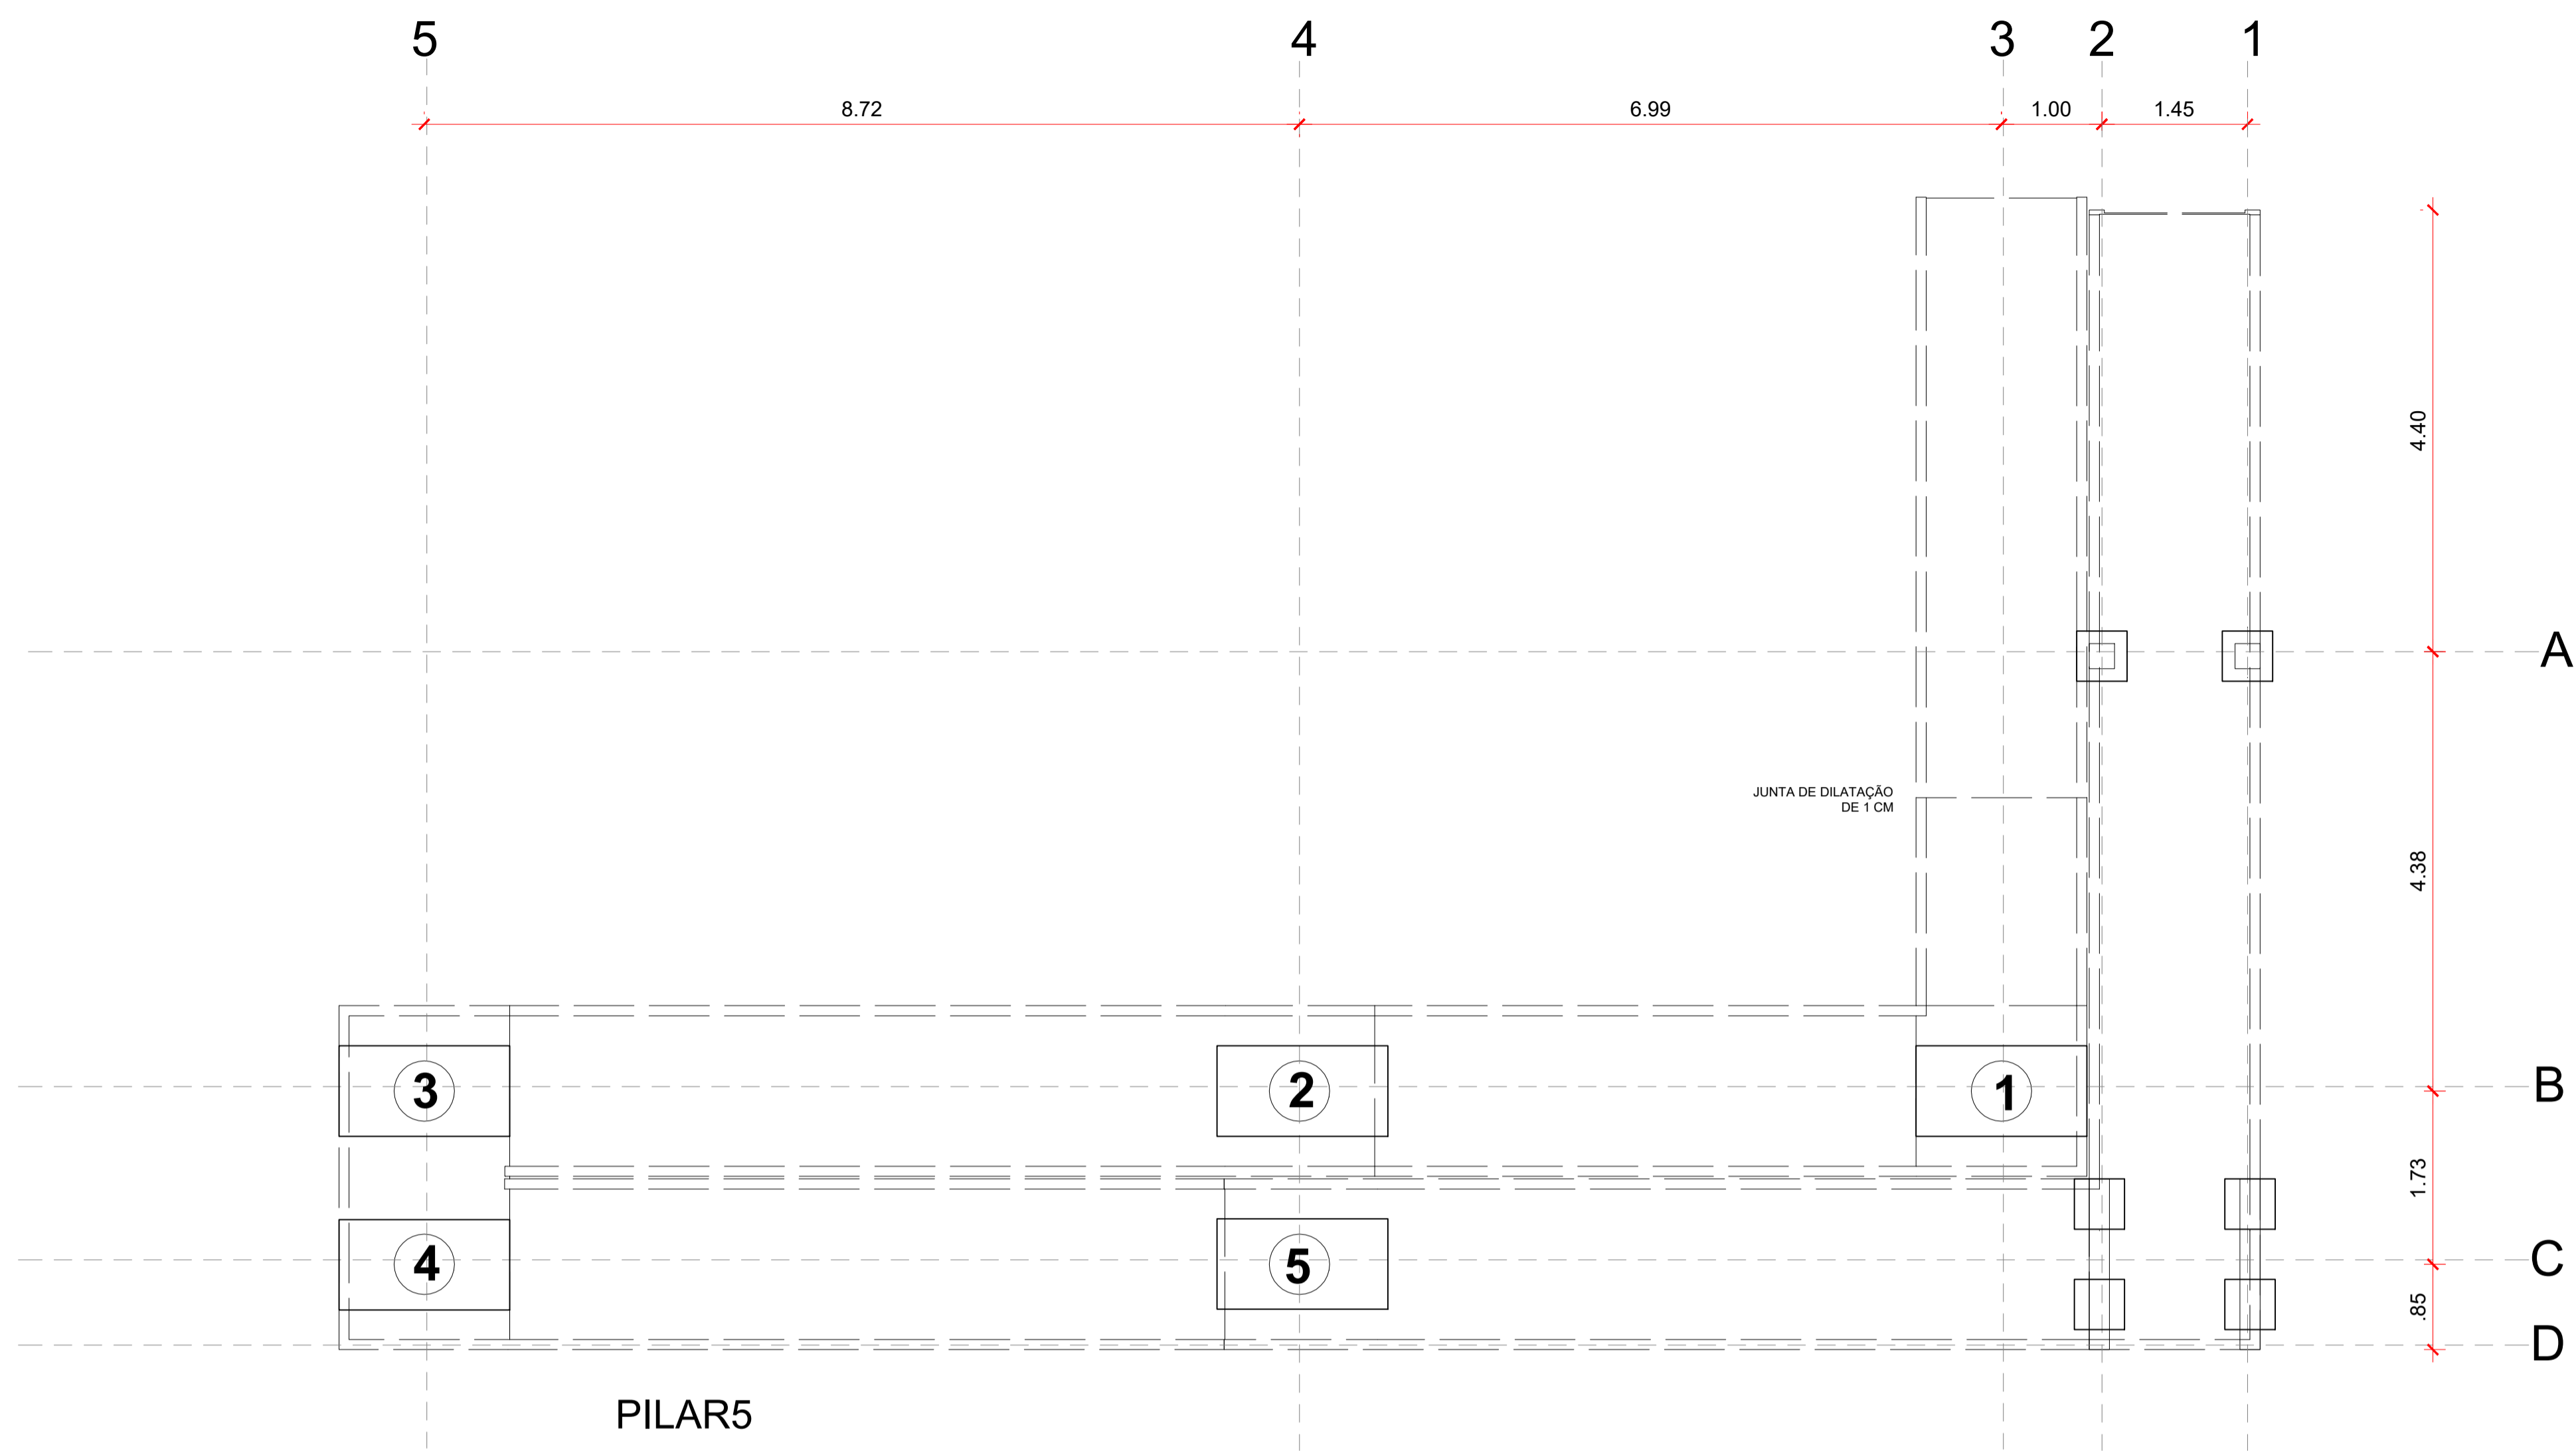 5 4 3 2 1
8.72 6.99 1.00 1.45
4.40
A
JUNTA DE DILATAÇÃO
DE 1 CM
4.38
3 2 1 B
1.73
4 5 C
.85
D
PILAR5